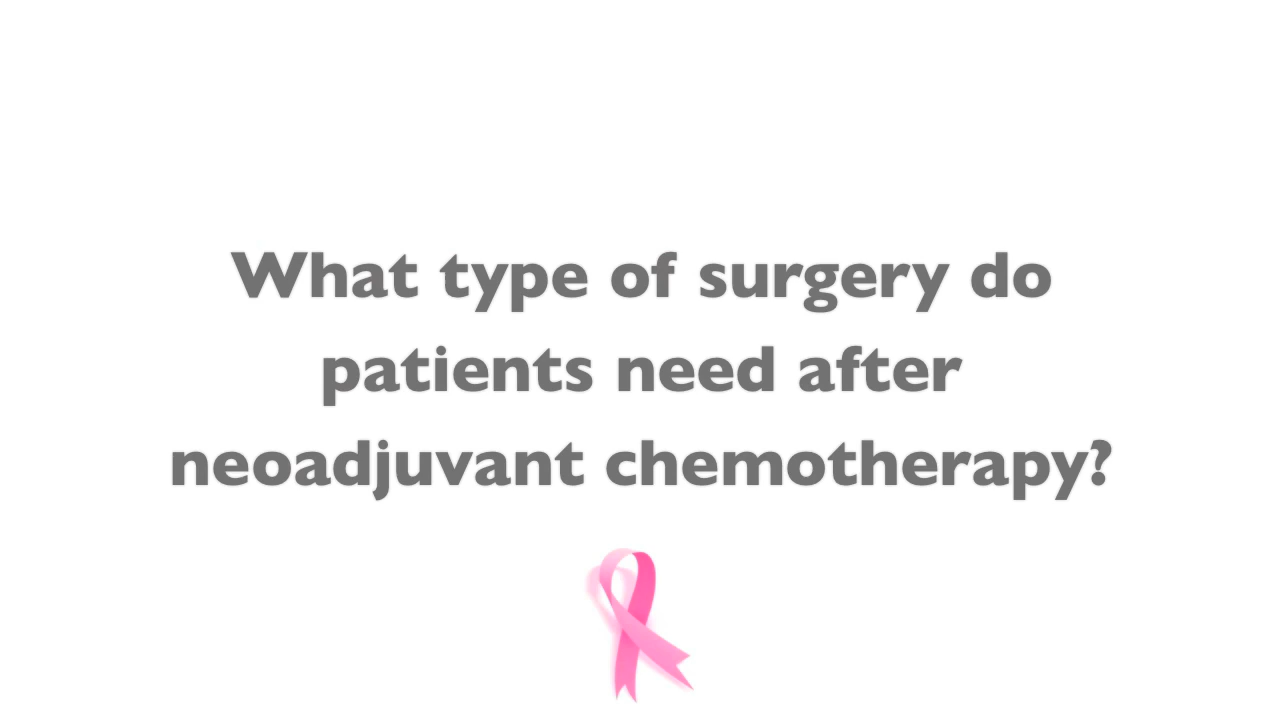 What type of surgery do
patients need after
neoadjuvant chemotherapy?